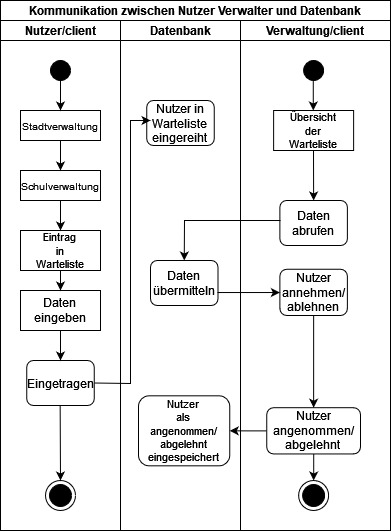 Kommunikation zwischen Nutzer Verwalter und Datenbank
Nutzer/client
Datenbank
Verwaltung/client
Stadtverwaltung
Schulverwaltung
Eintrag
in
Warteliste
Daten
eingeben
Eingetragen
Nutzer in
Warteliste
eingereiht
Daten
übermitteln
Nutzer
als
angenommen/
abgelehnt
eingespeichert
Übersicht
der
Warteliste
Daten
abrufen
Nutzer
annehmen/
ablehnen
Nutzer
angenommen/
abgelehnt